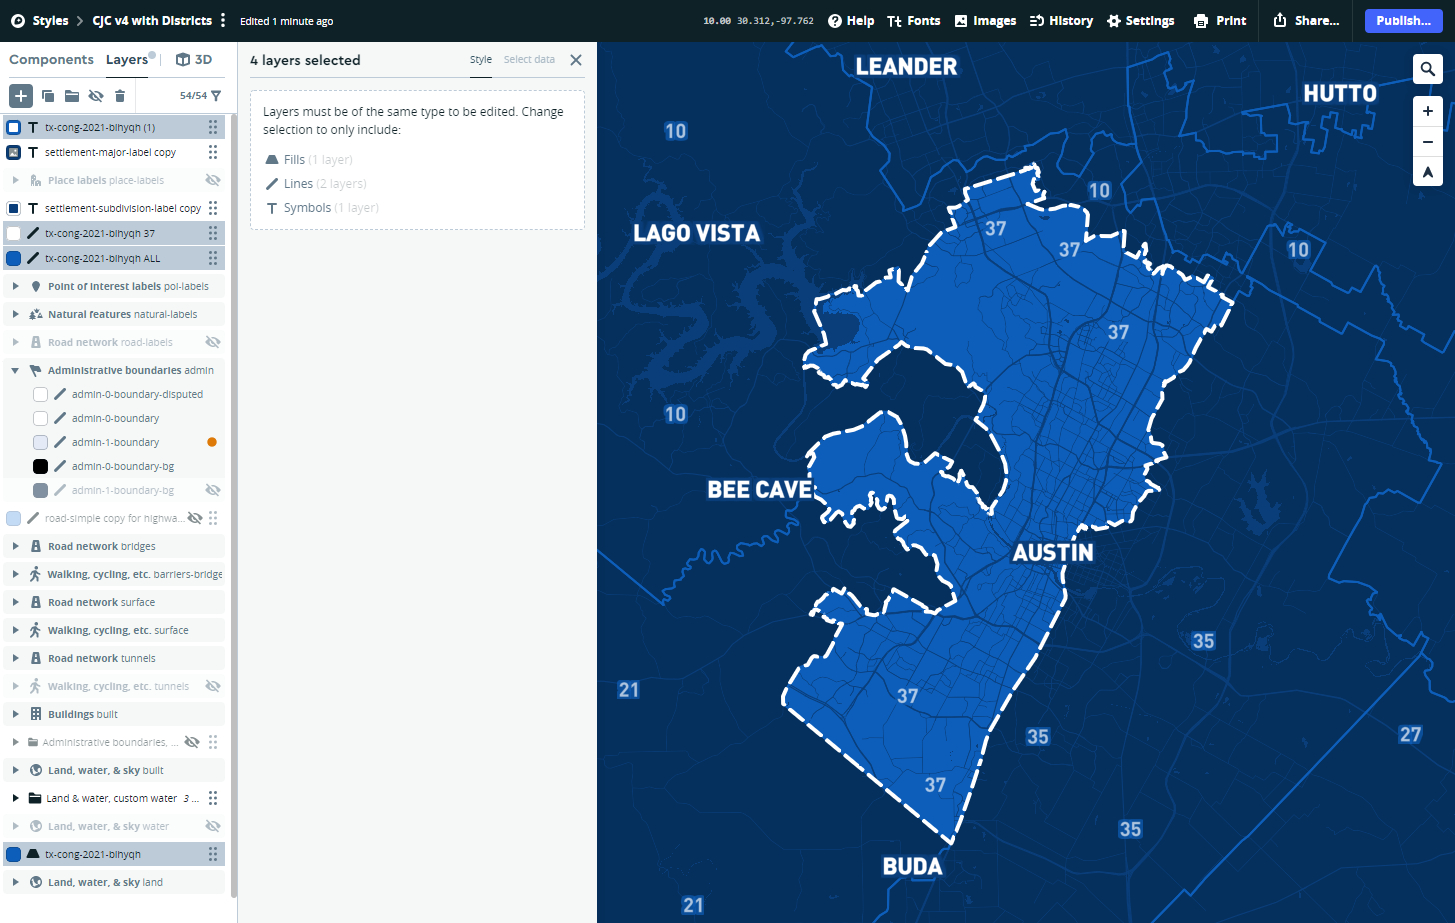 Styles
CJC v4 with Districts
Edited 1 minute ago
10.00 30.312,-97.762
Help
Fonts
Images
History
Settings
Print
Share...
Publish...
Components
Layers
3D
54/54
tx-cong-2021-blhyqh (1)
settlement-major-label copy
Place labels place-labels
settlement-subdivision-label copy
tx-cong-2021-blhyqh 37
tx-cong-2021-blhyqh ALL
Point of interest labels poi-labels
Natural features natural-labels
Road network road-labels
Administrative boundaries admin
admin-0-boundary-disputed
admin-0-boundary
admin-1-boundary
admin-0-boundary-bg
admin-1-boundary-bg
road-simple copy for highwa...
Road network bridges
Walking, cycling, etc. barriers-bridge
Road network surface
Walking, cycling, etc. surface
Road network tunnels
Walking, cycling, etc. tunnels
Buildings built
Administrative boundaries, ...
Land, water, & sky built
Land & water, custom water 3 ...
Land, water, & sky water
tx-cong-2021-blhyqh
Land, water, & sky land
4 layers selected
Style
Select data
Layers must be of the same type to be edited. Change
selection to only include:
Fills (1 layer)
Lines (2 layers)
Symbols (1 layer)
LEANDER
HUTTO
10
10
37
LAGO VISTA
37
10
37
10
BEE CAVE
AUSTIN
35
21
37
35
27
37
35
BUDA
21